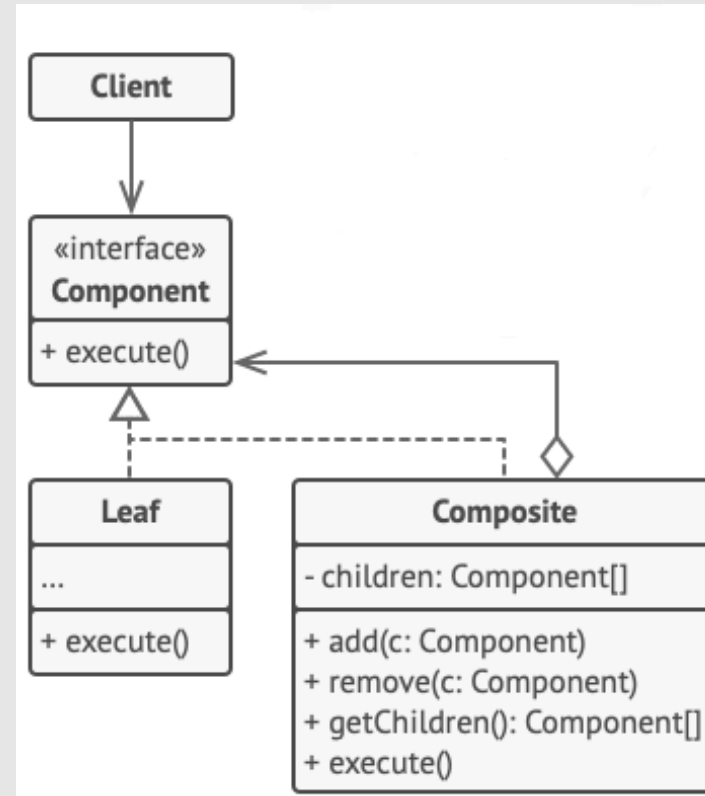 Client
«interface»
Component
+ execute()
Leaf
...
+ execute()
Composite
- children: Component[]
+ add(c: Component)
+ remove(c: Component)
+ getChildren(): Component[]
+ execute()